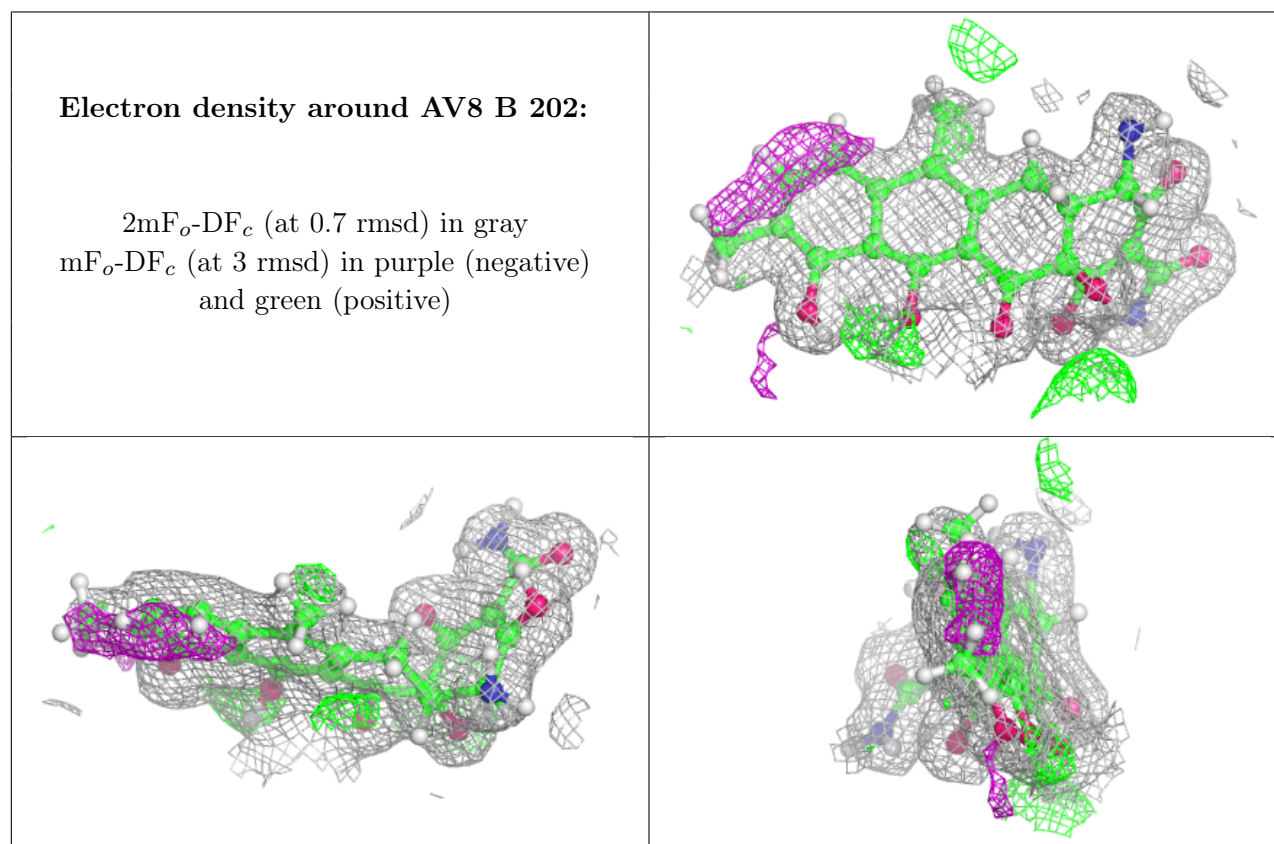 Electron density around AV8 B 202:
2mFo-DFc (at 0.7 rmsd) in gray
mFo-DFc (at 3 rmsd) in purple (negative)
and green (positive)